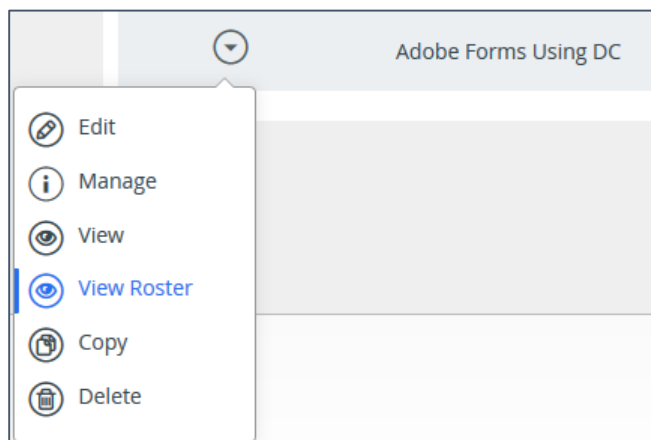 Adobe Forms Using DC
Edit
Manage
View
View Roster
Copy
Delete